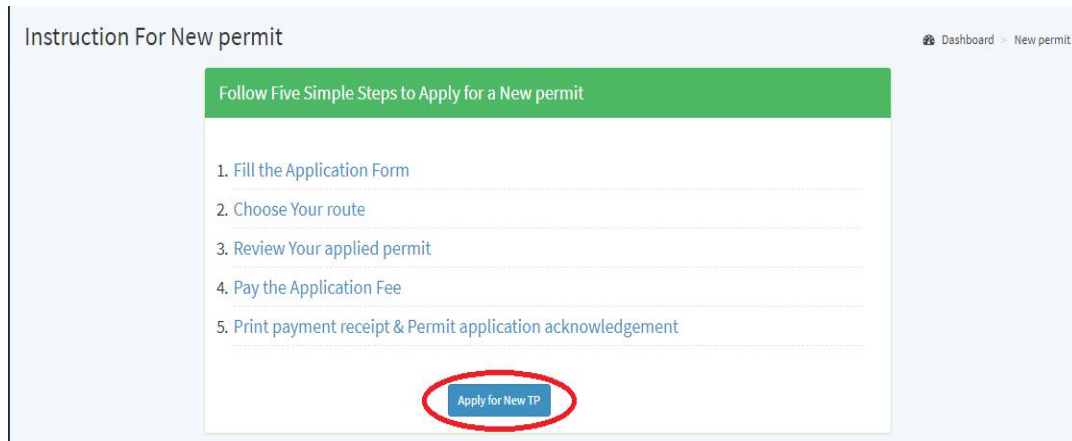 Instruction For New permit
Dashboard > New permit
Follow Five Simple Steps to Apply for a New permit
1. Fill the Application Form
2. Choose Your route
3. Review Your applied permit
4. Pay the Application Fee
5. Print payment receipt & Permit application acknowledgement
Apply for New TP